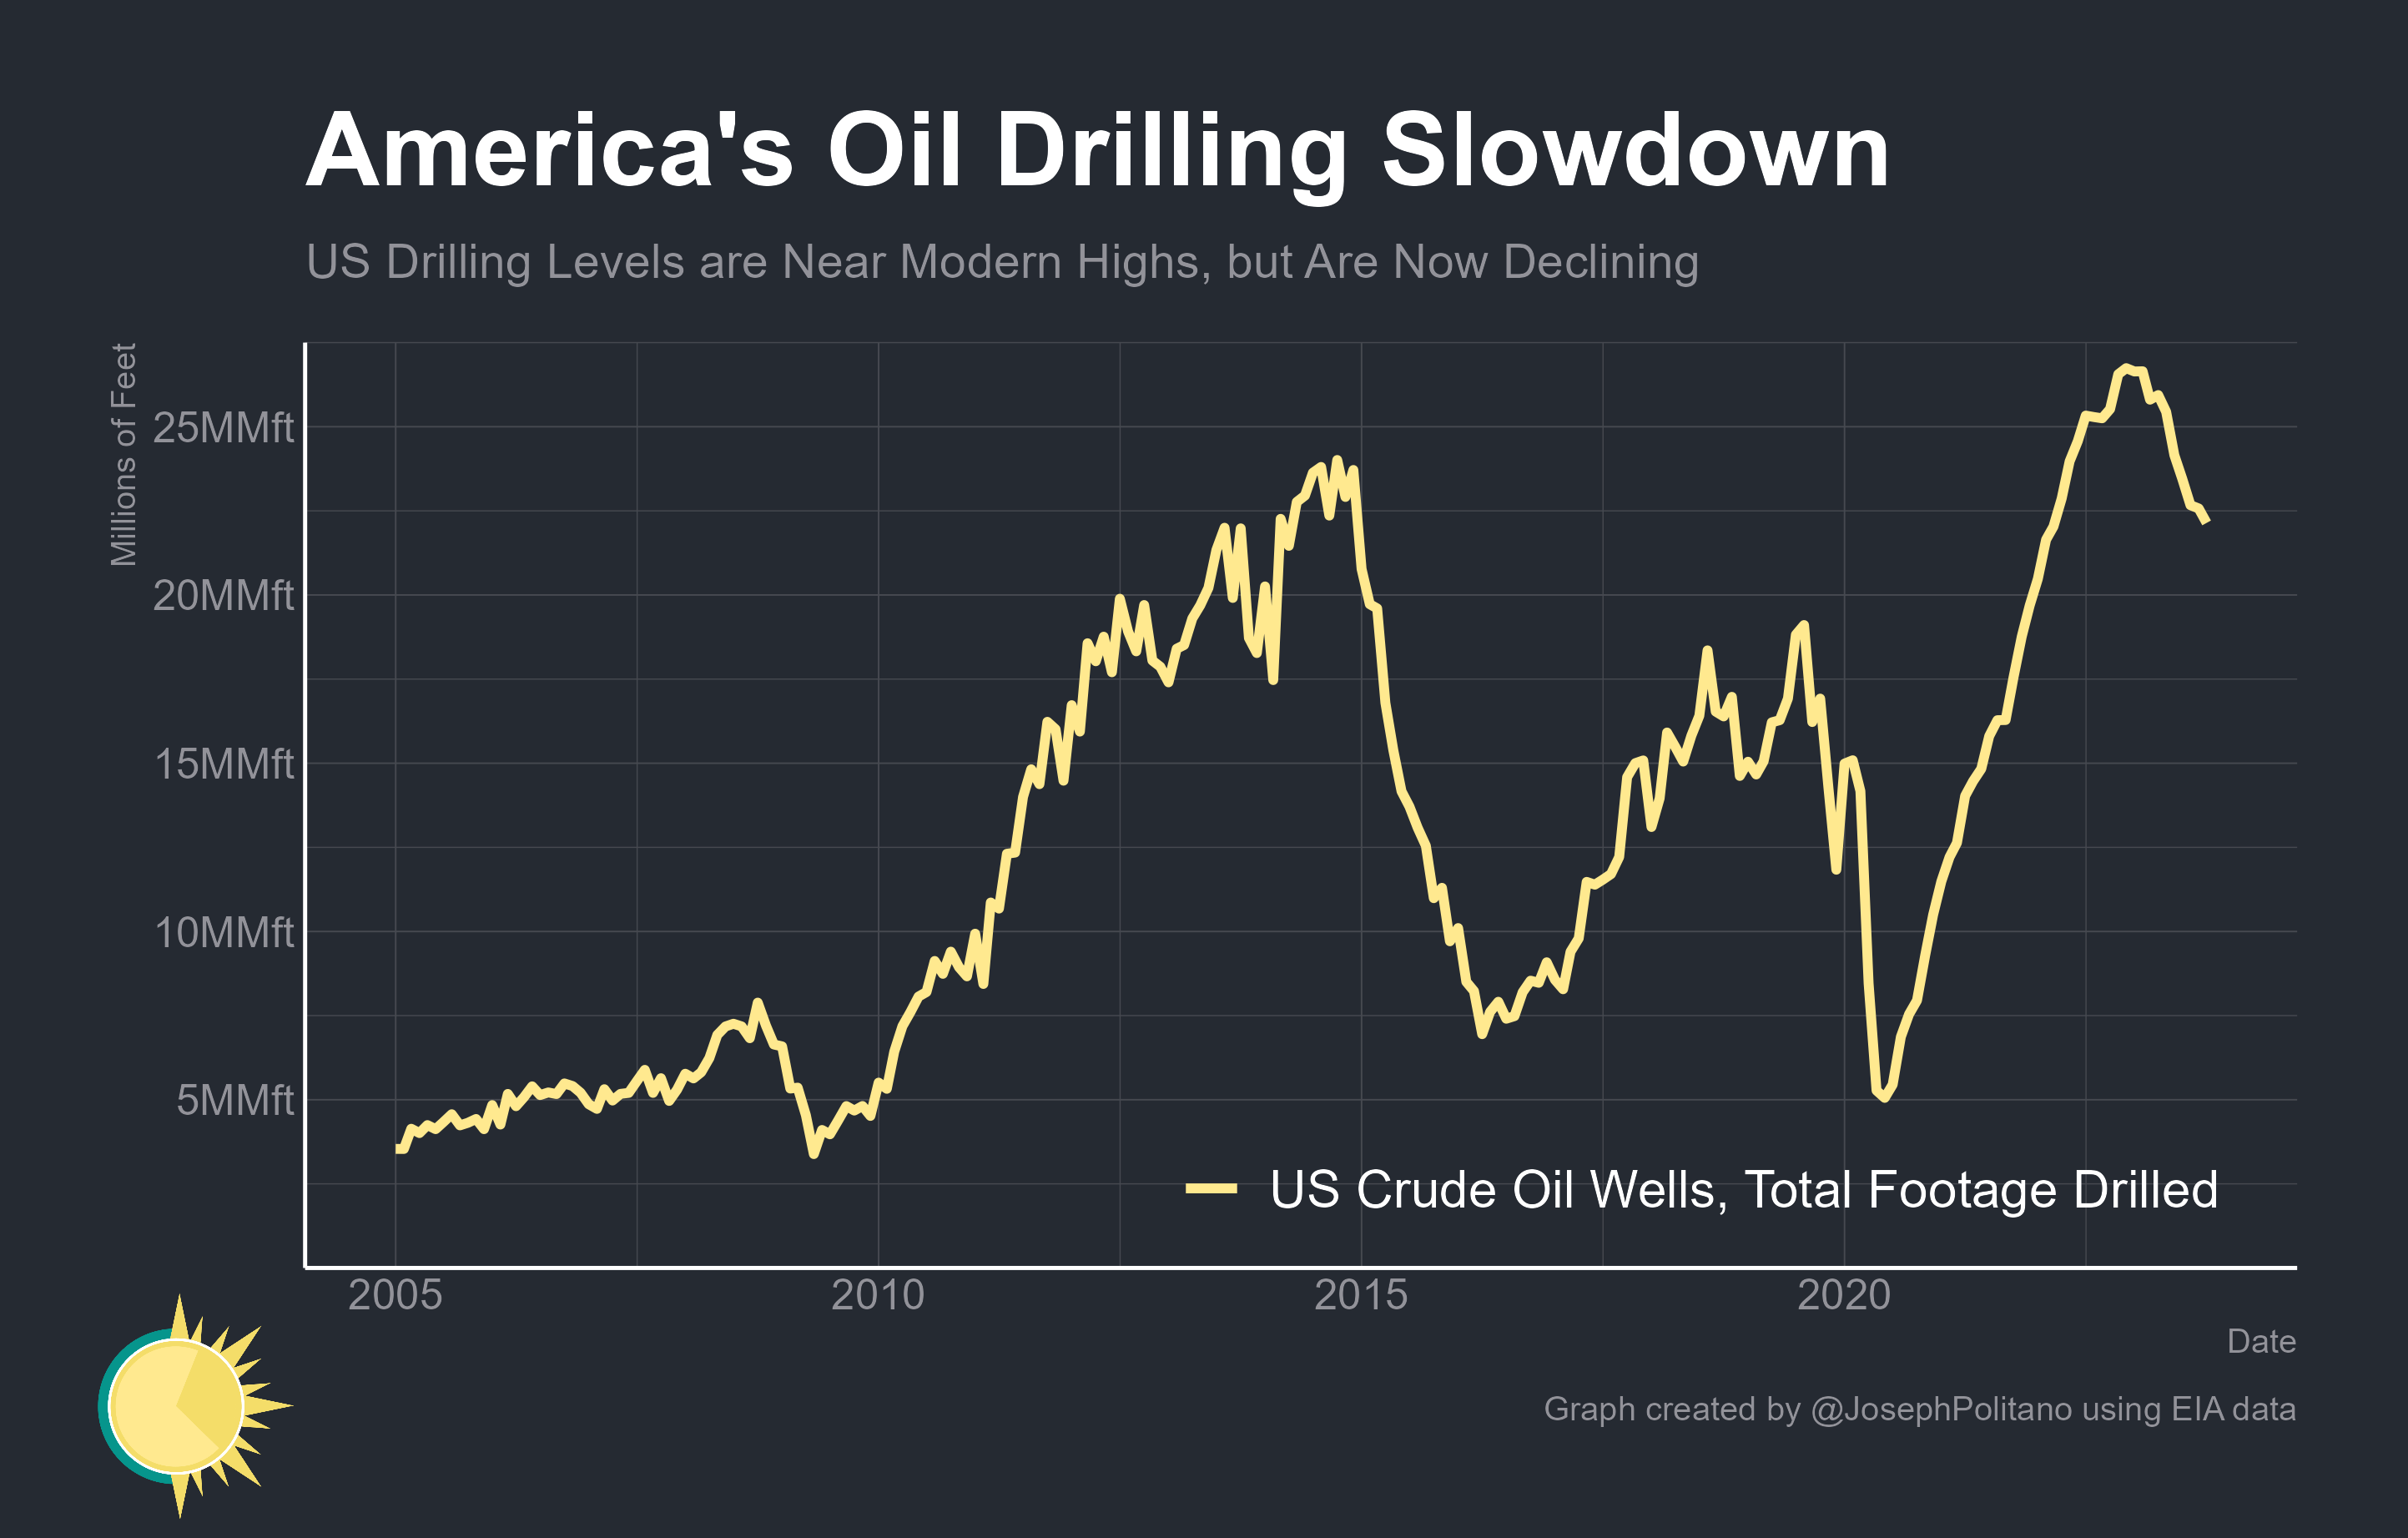 America's Oil Drilling Slowdown
US Drilling Levels are Near Modern Highs, but Are Now Declining
Millions of Feet
25MMft
20MMft
15MMft
10MMft
5MMft
US Crude Oil Wells, Total Footage Drilled
2005
2010
2015
2020
Date
Graph created by @JosephPolitano using EIA data